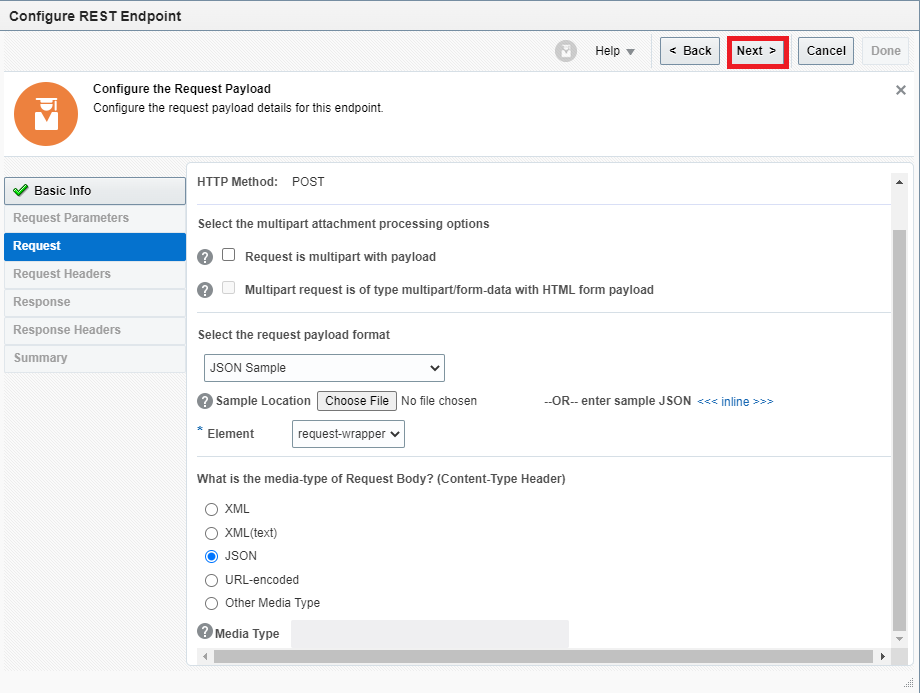 Configure REST Endpoint
Help
< Back
Next >
Cancel
Done
Configure the Request Payload
Configure the request payload details for this endpoint.
Basic Info
Request Parameters
Request
Request Headers
Response
Response Headers
Summary
HTTP Method: POST
Select the multipart attachment processing options
Request is multipart with payload
Multipart request is of type multipart/form-data with HTML form payload
Select the request payload format
JSON Sample
Sample Location Choose File No file chosen --OR-- enter sample JSON <<< inline >>>
* Element request-wrapper
What is the media-type of Request Body? (Content-Type Header)
XML
XML(text)
JSON
URL-encoded
Other Media Type
Media Type